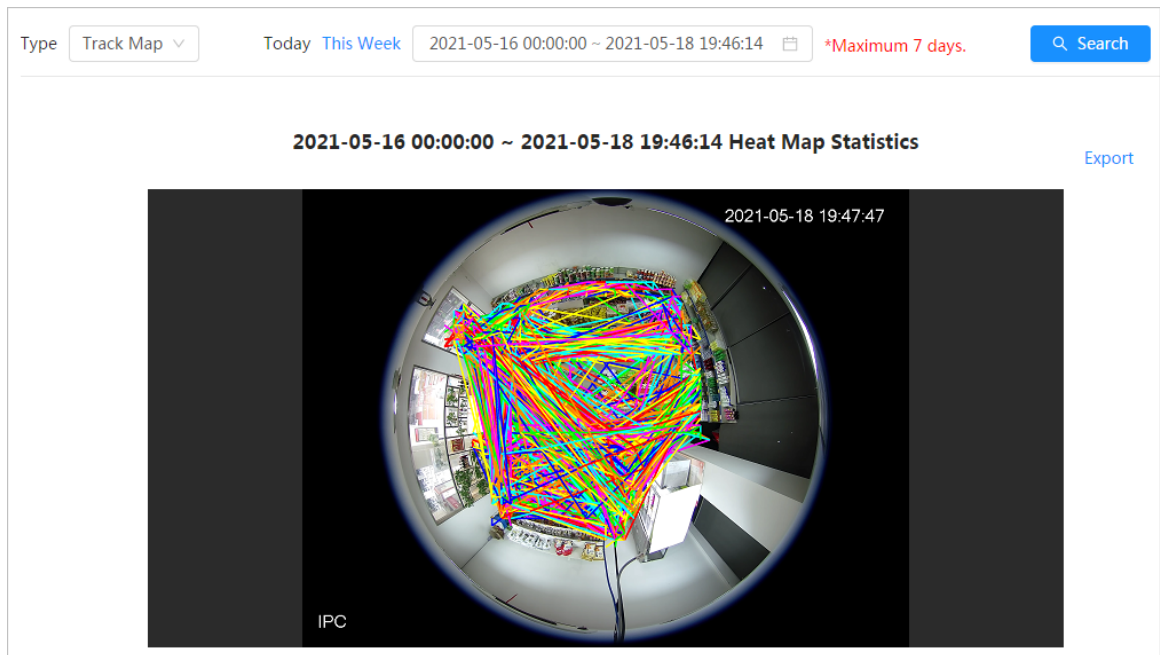 Type Track Map Today This Week 2021-05-16 00:00:00 ~ 2021-05-18 19:46:14 *Maximum 7 days. Search
2021-05-16 00:00:00 ~ 2021-05-18 19:46:14 Heat Map Statistics
Export
2021-05-18 19:47:47
IPC